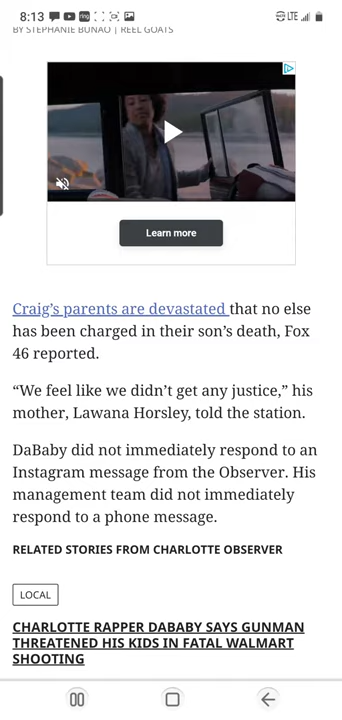 8:13
ring
LTE
BY STEPHANIE BUNAO | REEL GOATS
Learn more
Craig's parents are devastated that no else
has been charged in their son's death, Fox
46 reported.
“We feel like we didn't get any justice,” his
mother, Lawana Horsley, told the station.
DaBaby did not immediately respond to an
Instagram message from the Observer. His
management team did not immediately
respond to a phone message.
RELATED STORIES FROM CHARLOTTE OBSERVER
LOCAL
CHARLOTTE RAPPER DABABY SAYS GUNMAN
THREATENED HIS KIDS IN FATAL WALMART
SHOOTING